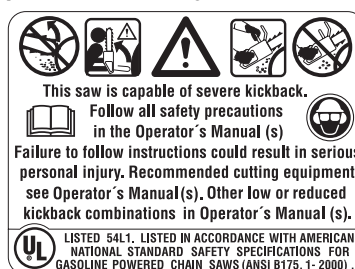 This saw is capable of severe kickback.
Follow all safety precautions
in the Operator´s Manual (s)
Failure to follow instructions could result in serious
personal injury. Recommended cutting equipment
see Operator´s Manual(s). Other low or reduced
kickback combinations in Operator´s Manual (s).
UL
LISTED 54L1. LISTED IN ACCORDANCE WITH AMERICAN
NATIONAL STANDARD SAFETY SPECIFICATIONS FOR
GASOLINE POWERED CHAIN SAWS (ANSI B175. 1- 2000) .